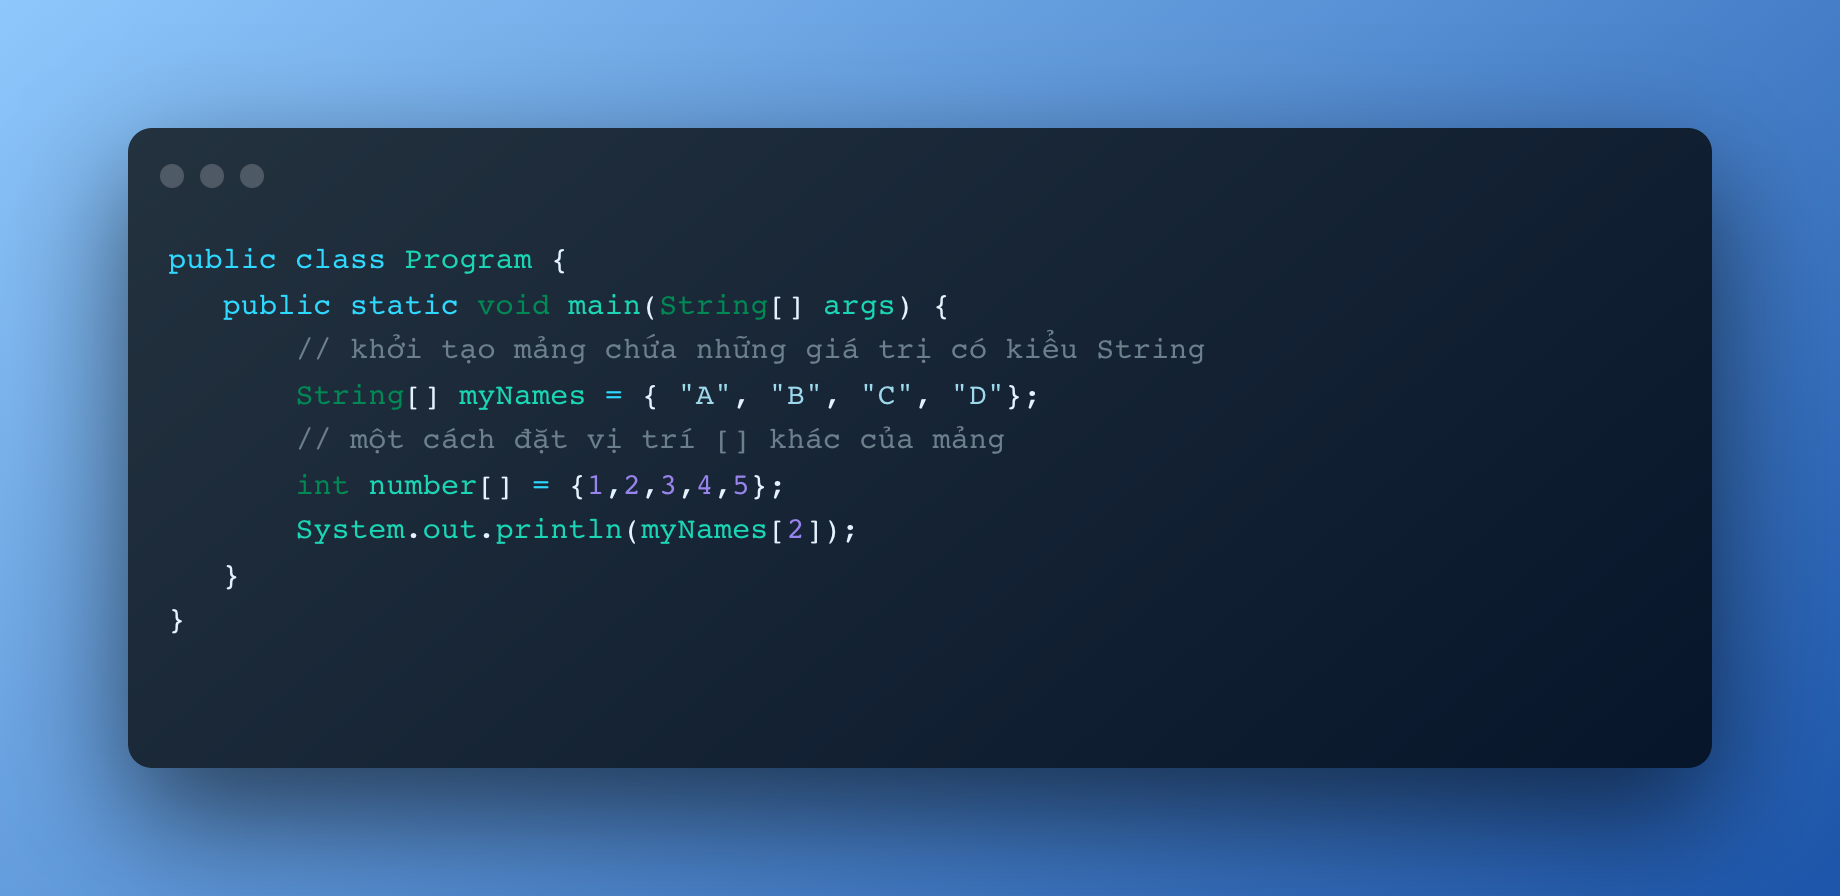 public class Program {
   public static void main(String[] args) {
       // khởi tạo mảng chứa những giá trị có kiểu String
       String[] myNames = { "A", "B", "C", "D"};
       // một cách đặt vị trí [] khác của mảng
       int number[] = {1,2,3,4,5};
       System.out.println(myNames[2]);
   }
}